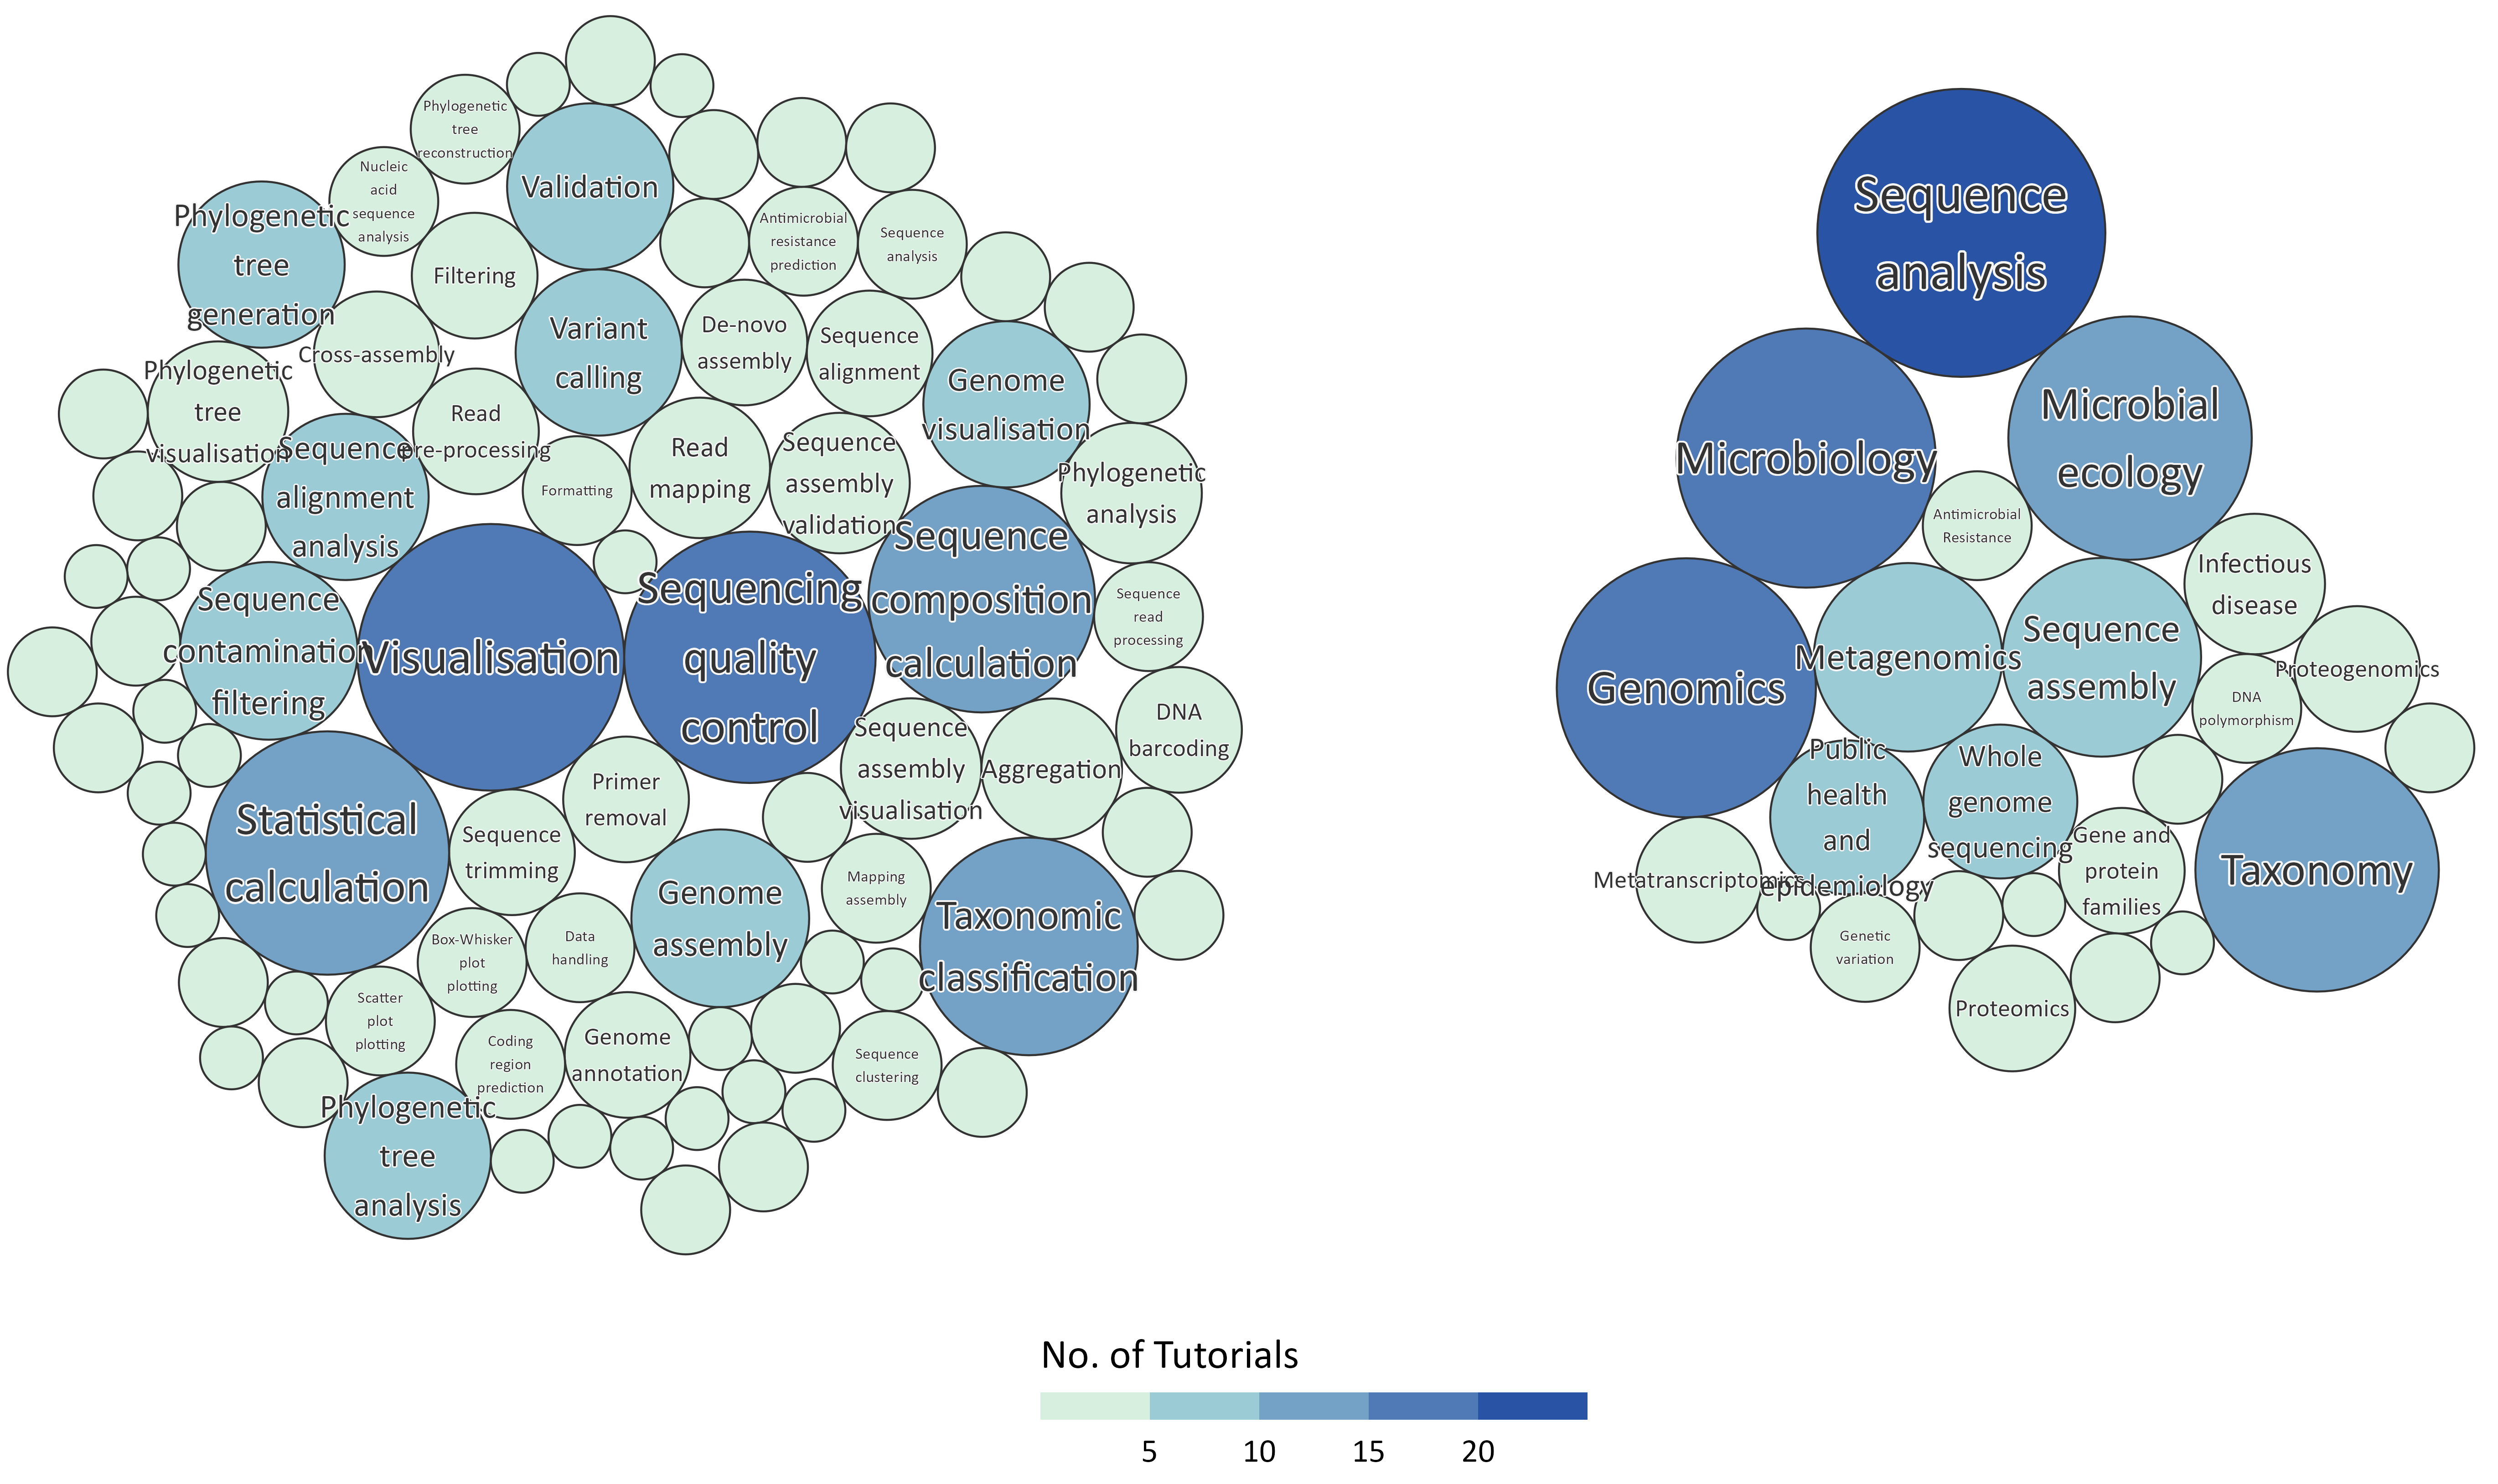 Phylogenetic
tree
reconstruction
Nucleic
acid
sequence
analysis
Validation
Phylogenetic
tree
generation
Filtering
Antimicrobial
resistance
prediction
Sequence
analysis
Cross-assembly
Variant
calling
De-novo
assembly
Sequence
alignment
Genome
visualisation
Phylogenetic
tree
visualisation
Sequence
alignment
analysis
Read
pre-processing
Formatting
Read
mapping
Sequence
assembly
validation
Phylogenetic
analysis
Sequence
contamination
filtering
Visualisation
Sequencing
quality
control
Sequence
composition
calculation
Sequence
read
processing
Statistical
calculation
Sequence
trimming
Primer
removal
Sequence
assembly
visualisation
Aggregation
DNA
barcoding
Box-Whisker
plot
plotting
Data
handling
Genome
assembly
Mapping
assembly
Taxonomic
classification
Scatter
plot
plotting
Coding
region
prediction
Genome
annotation
Sequence
clustering
Phylogenetic
tree
analysis
Sequence
analysis
Microbiology
Microbial
ecology
Antimicrobial
Resistance
Infectious
disease
Genomics
Metagenomics
Sequence
assembly
Proteogenomics
DNA
polymorphism
Public
health
and
epidemiology
Whole
genome
sequencing
Gene and
protein
families
Taxonomy
Metatranscriptomics
Genetic
variation
Proteomics
No. of Tutorials
5 10 15 20